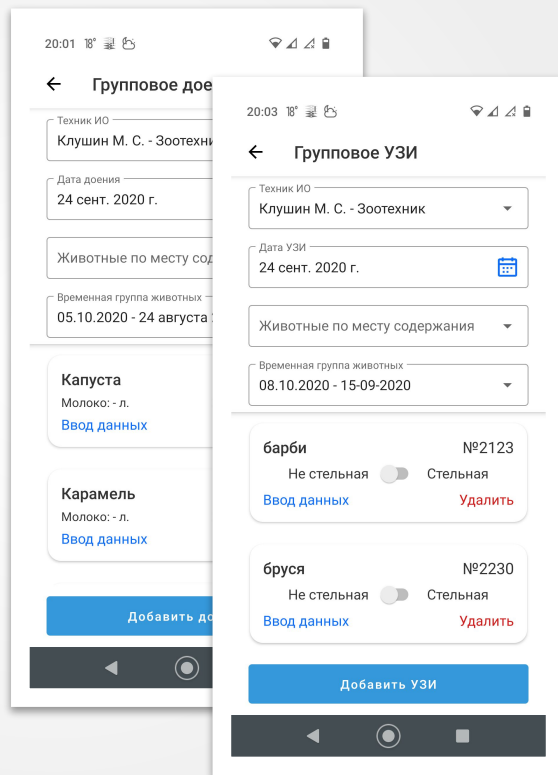 20:01 18°
Групповое дое
Техник ИО
Клушин М. С. - Зоотехни
Дата доения
24 сент. 2020 г.
Животные по месту сод
Временная группа животных
05.10.2020 - 24 августа
Капуста
Молоко: - л.
Ввод данных
Карамель
Молоко: - л.
Ввод данных
Добавить до
20:03 18°
Групповое УЗИ
Техник ИО
Клушин М. С. - Зоотехник
Дата УЗИ
24 сент. 2020 г.
Животные по месту содержания
Временная группа животных
08.10.2020 - 15-09-2020
барби №2123
Не стельная Стельная
Ввод данных Удалить
бруся №2230
Не стельная Стельная
Ввод данных Удалить
Добавить УЗИ